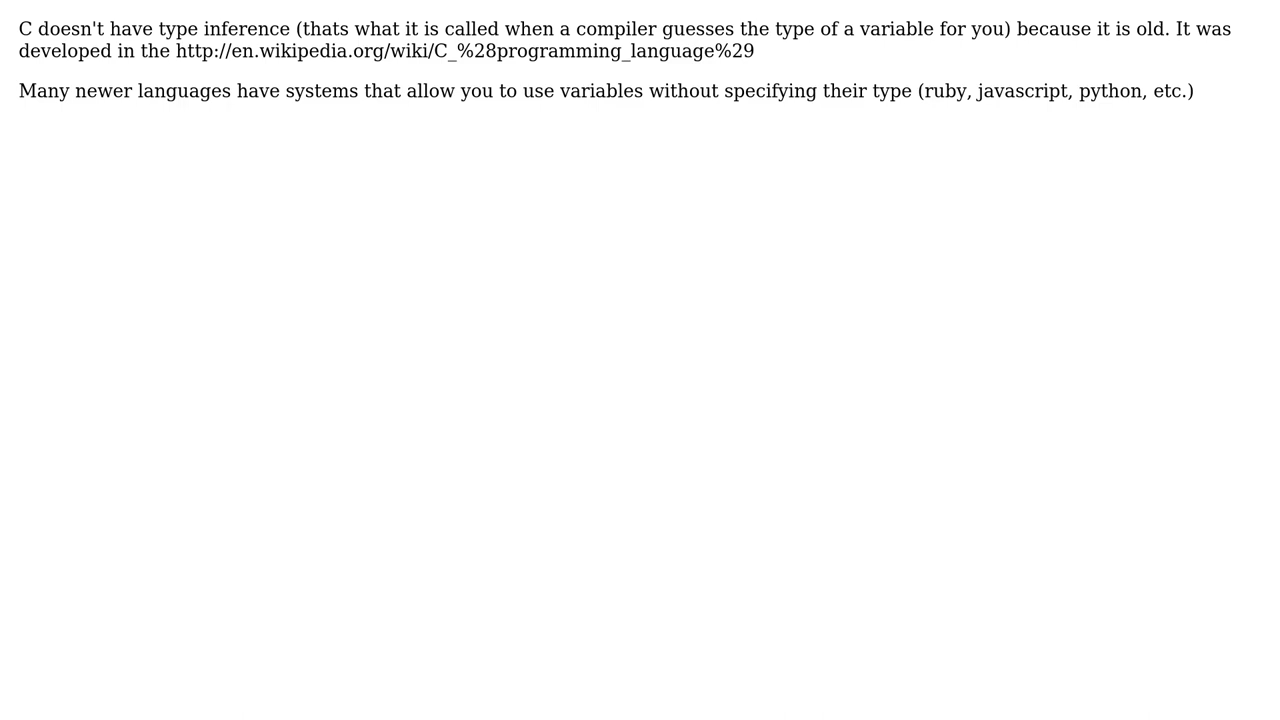 C doesn't have type inference (thats what it is called when a compiler guesses the type of a variable for you) because it is old. It was
developed in the http://en.wikipedia.org/wiki/C_%28programming_language%29
Many newer languages have systems that allow you to use variables without specifying their type (ruby, javascript, python, etc.)